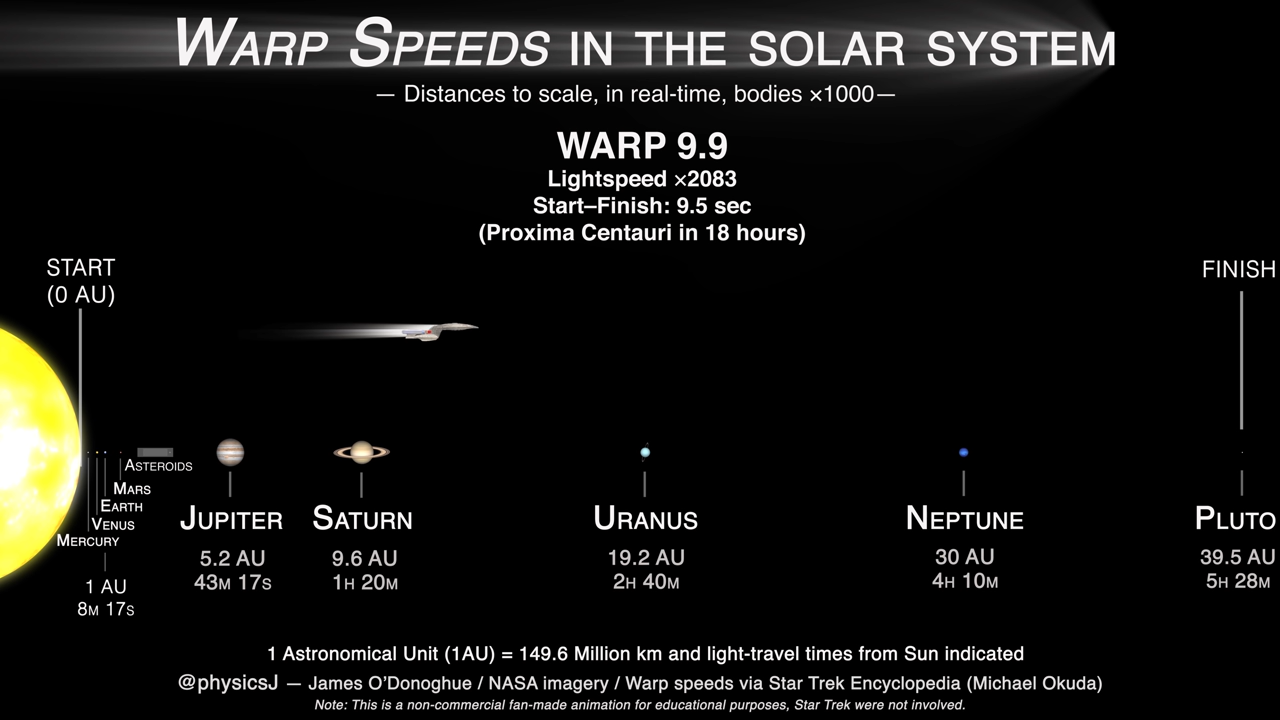 WARP SPEEDS IN THE SOLAR SYSTEM
— Distances to scale, in real-time, bodies ×1000—
WARP 9.9
Lightspeed ×2083
Start–Finish: 9.5 sec
(Proxima Centauri in 18 hours)
START
(0 AU)
FINISH
ASTEROIDS
MARS
EARTH
VENUS
MERCURY
1 AU
8M 17S
JUPITER
5.2 AU
43M 17S
SATURN
9.6 AU
1H 20M
URANUS
19.2 AU
2H 40M
NEPTUNE
30 AU
4H 10M
PLUTO
39.5 AU
5H 28M
1 Astronomical Unit (1AU) = 149.6 Million km and light-travel times from Sun indicated
@physicsJ — James O'Donoghue / NASA imagery / Warp speeds via Star Trek Encyclopedia (Michael Okuda)
Note: This is a non-commercial fan-made animation for educational purposes, Star Trek were not involved.